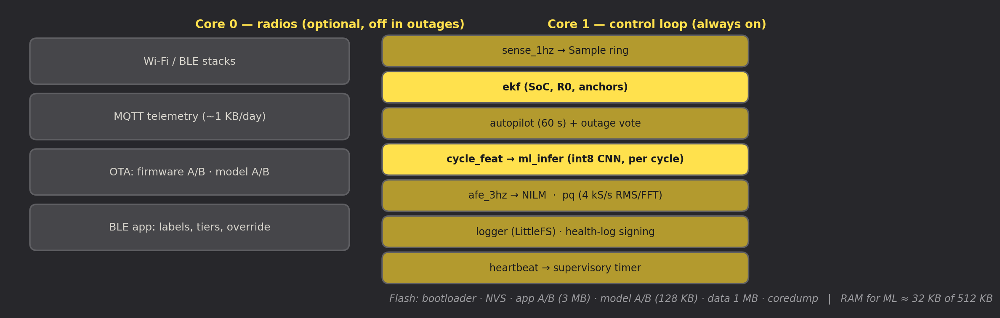 Core 0 — radios (optional, off in outages)
Wi-Fi / BLE stacks
MQTT telemetry (~1 KB/day)
OTA: firmware A/B · model A/B
BLE app: labels, tiers, override
Core 1 — control loop (always on)
sense_1hz → Sample ring
ekf (SoC, R0, anchors)
autopilot (60 s) + outage vote
cycle_feat → ml_infer (int8 CNN, per cycle)
afe_3hz → NILM · pq (4 kS/s RMS/FFT)
logger (LittleFS) · health-log signing
heartbeat → supervisory timer
Flash: bootloader · NVS · app A/B (3 MB) · model A/B (128 KB) · data 1 MB · coredump | RAM for ML ≈ 32 KB of 512 KB